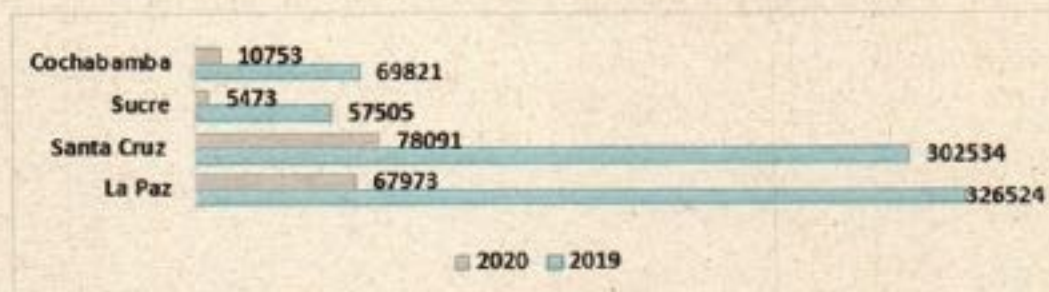 Cochabamba 10753
69821
Sucre 5473
57505
Santa Cruz 78091
302534
La Paz 67973
326524
2020 2019